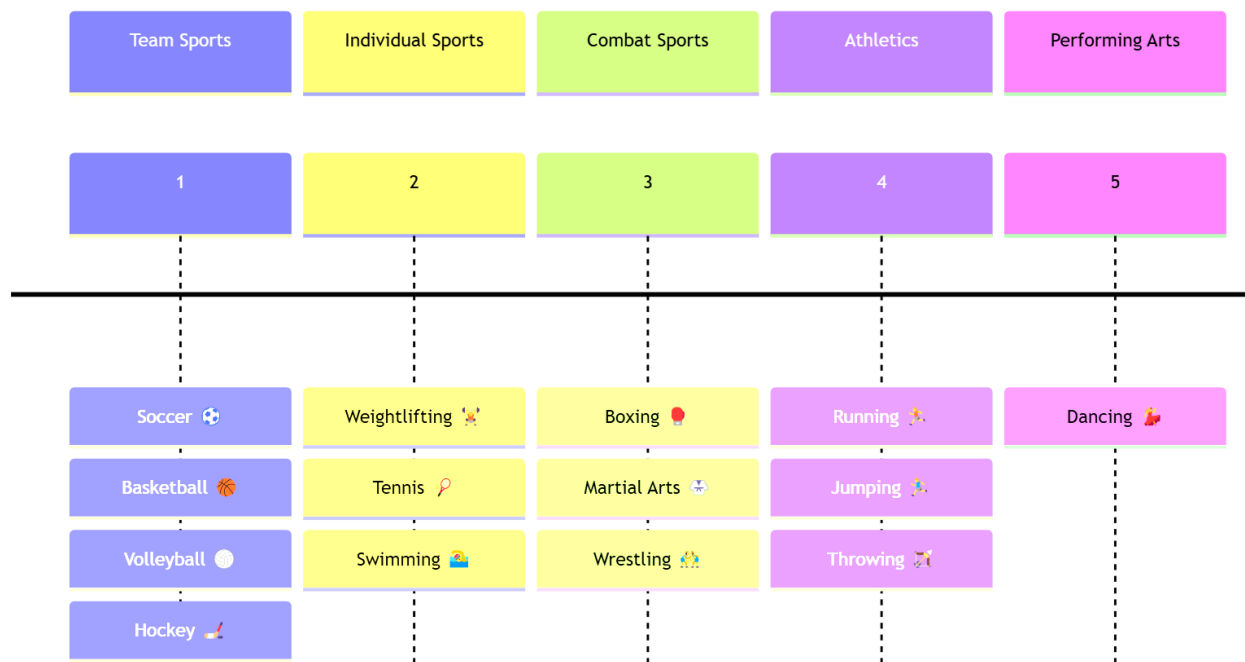 Team Sports
Individual Sports
Combat Sports
Athletics
Performing Arts
1
2
3
4
5
Soccer ⚽
Weightlifting 🏋️
Boxing 🥊
Running 🏃
Dancing 💃
Basketball 🏀
Tennis 🎾
Martial Arts 🥋
Jumping 🏃‍♂️
Volleyball 🏐
Swimming 🏊
Wrestling 🤼
Throwing 🏹
Hockey 🏒